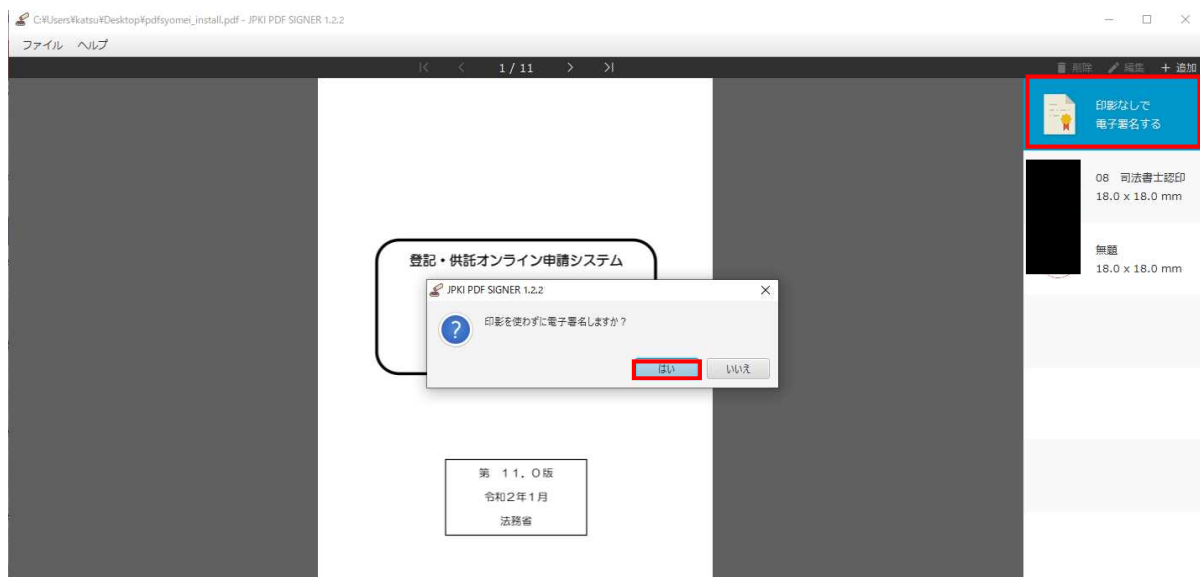 C:¥Users¥katsu¥Desktop¥pdfsyomei_install.pdf - JPKI PDF SIGNER 1.2.2
ファイル ヘルプ
1 / 11
削除 編集 + 追加
印影なしで
電子署名する
08 司法書士認印
18.0 x 18.0 mm
無題
18.0 x 18.0 mm
登記・供託オンライン申請システム
JPKI PDF SIGNER 1.2.2
印影を使わずに電子署名しますか？
はい いいえ
第 11．0版
令和2年1月
法務省